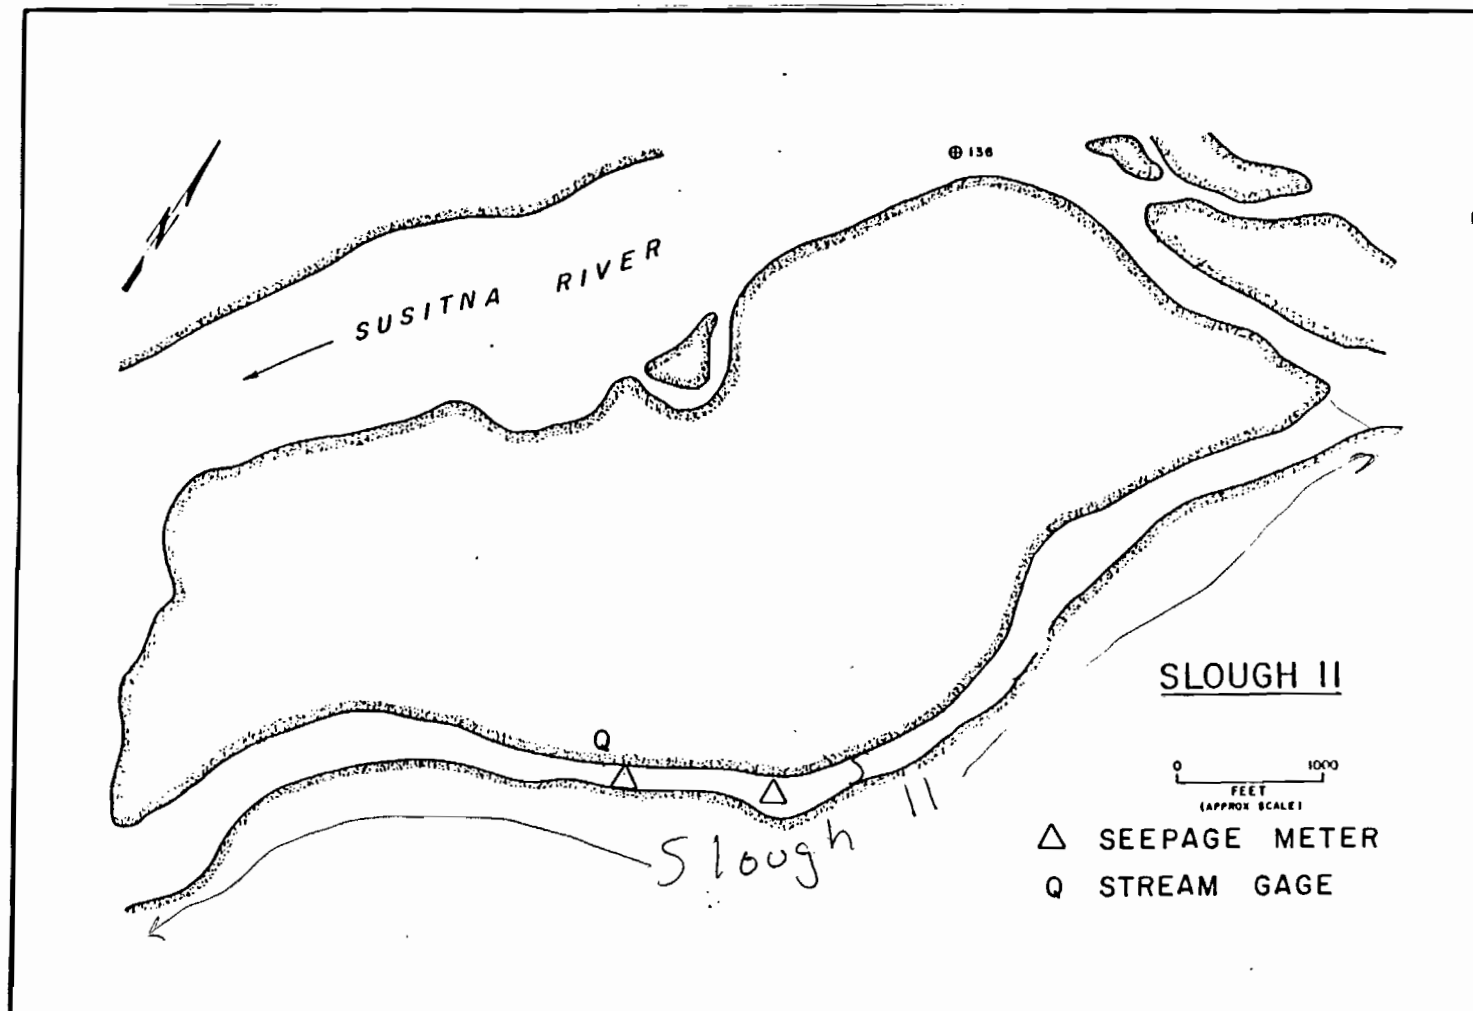 ⊕ 136
SUSITNA RIVER
SLOUGH 11
Q
0 1000
FEET
(APPROX SCALE)
Slough 11
△ SEEPAGE METER
Q STREAM GAGE